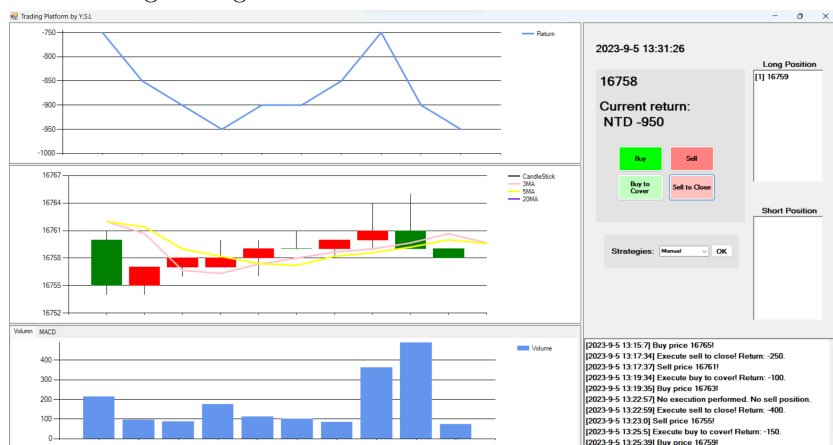 Trading Platform by Y.S.L
-750
-800
-850
-900
-950
-1000
Return
16767
16764
16761
16758
16755
16752
CandleStick
3MA
5MA
20MA
Volumn MACD
400
300
200
100
0
Volume
2023-9-5 13:31:26
16758
Current return:
NTD -950
Buy Sell
Buy to
Cover
Sell to Close
Strategies: Manual OK
Long Position
[1] 16759
Short Position
[2023-9-5 13:15:7] Buy price 16765!
[2023-9-5 13:17:34] Execute sell to close! Return: -250.
[2023-9-5 13:17:37] Sell price 16761!
[2023-9-5 13:19:34] Execute buy to cover! Return: -100.
[2023-9-5 13:19:35] Buy price 16763!
[2023-9-5 13:22:57] No execution performed. No sell position.
[2023-9-5 13:22:59] Execute sell to close! Return: -400.
[2023-9-5 13:23:0] Sell price 16755!
[2023-9-5 13:25:5] Execute buy to cover! Return: -150.
[2023-9-5 13:25:39] Buy price 16759!